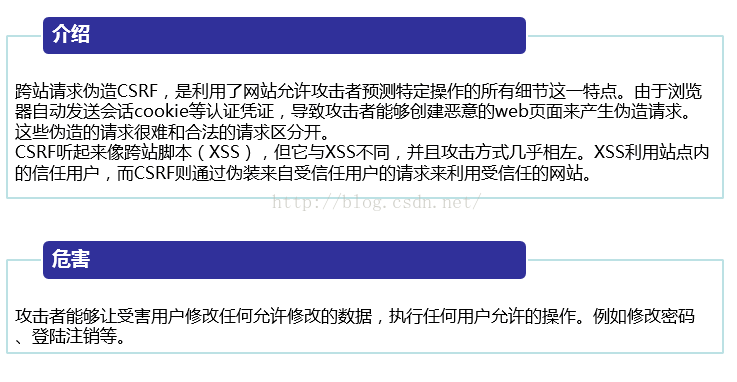 介绍
跨站请求伪造CSRF，是利用了网站允许攻击者预测特定操作的所有细节这一特点。由于浏览
器自动发送会话cookie等认证凭证，导致攻击者能够创建恶意的web页面来产生伪造请求。
这些伪造的请求很难和合法的请求区分开。
CSRF听起来像跨站脚本（XSS），但它与XSS不同，并且攻击方式几乎相左。XSS利用站点内
的信任用户，而CSRF则通过伪装来自受信任用户的请求来利用受信任的网站。
http://blog.csdn.net/
危害
攻击者能够让受害用户修改任何允许修改的数据，执行任何用户允许的操作。例如修改密码
、登陆注销等。